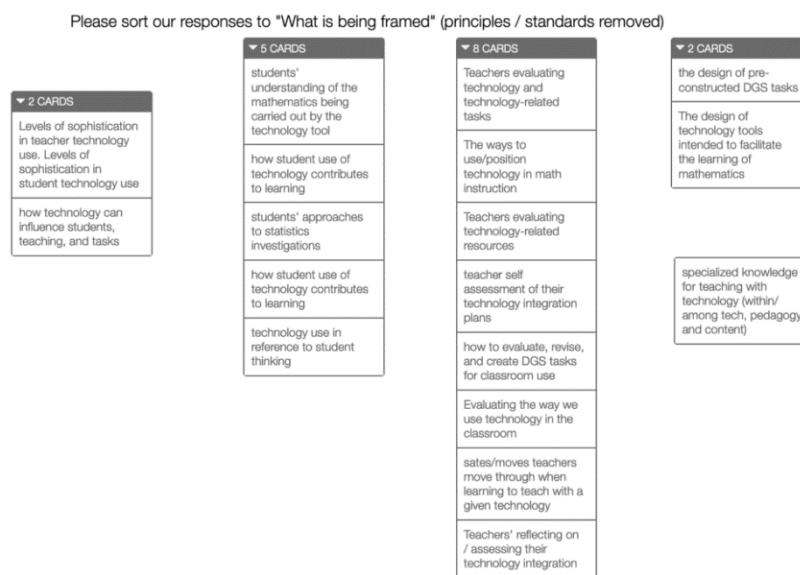 Please sort our responses to "What is being framed" (principles / standards removed)
2 CARDS
Levels of sophistication
in teacher technology
use. Levels of
sophistication in
student technology use
how technology can
influence students,
teaching, and tasks
5 CARDS
students'
understanding of the
mathematics being
carried out by the
technology tool
how student use of
technology contributes
to learning
students' approaches
to statistics
investigations
how student use of
technology contributes
to learning
technology use in
reference to student
thinking
8 CARDS
Teachers evaluating
technology and
technology-related
tasks
The ways to
use/position
technology in math
instruction
Teachers evaluating
technology-related
resources
teacher self
assessment of their
technology integration
plans
how to evaluate, revise,
and create DGS tasks
for classroom use
Evaluating the way we
use technology in the
classroom
sates/moves teachers
move through when
learning to teach with a
given technology
Teachers' reflecting on
/ assessing their
technology integration
2 CARDS
the design of pre-
constructed DGS tasks
The design of
technology tools
intended to facilitate
the learning of
mathematics
specialized knowledge
for teaching with
technology (within/
among tech, pedagogy
and content)